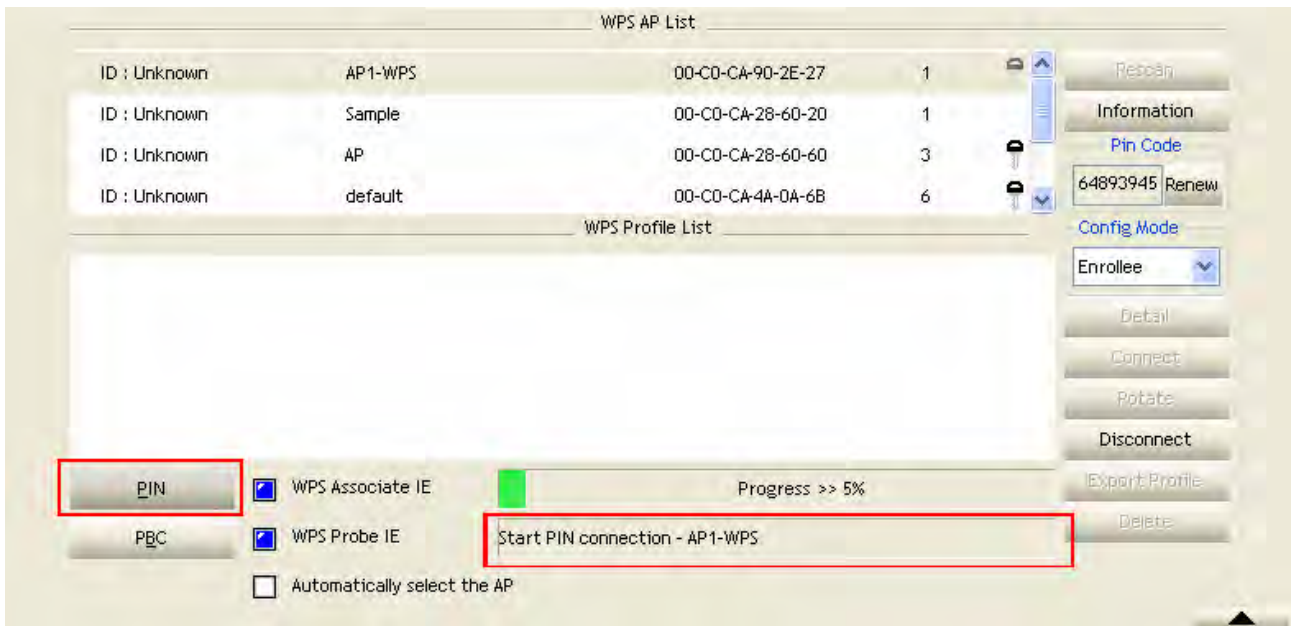 WPS AP List
ID : Unknown AP1-WPS 00-C0-CA-90-2E-27 1
Rescan
ID : Unknown Sample 00-C0-CA-28-60-20 1
Information
ID : Unknown AP 00-C0-CA-28-60-60 3
Pin Code
ID : Unknown default 00-C0-CA-4A-0A-6B 6
64893945 Renew
WPS Profile List
Config Mode
Enrollee
Detail
Connect
Rotate
Disconnect
PIN WPS Associate IE Progress >> 5%
Export Profile
PBC WPS Probe IE Start PIN connection - AP1-WPS
Delete
Automatically select the AP